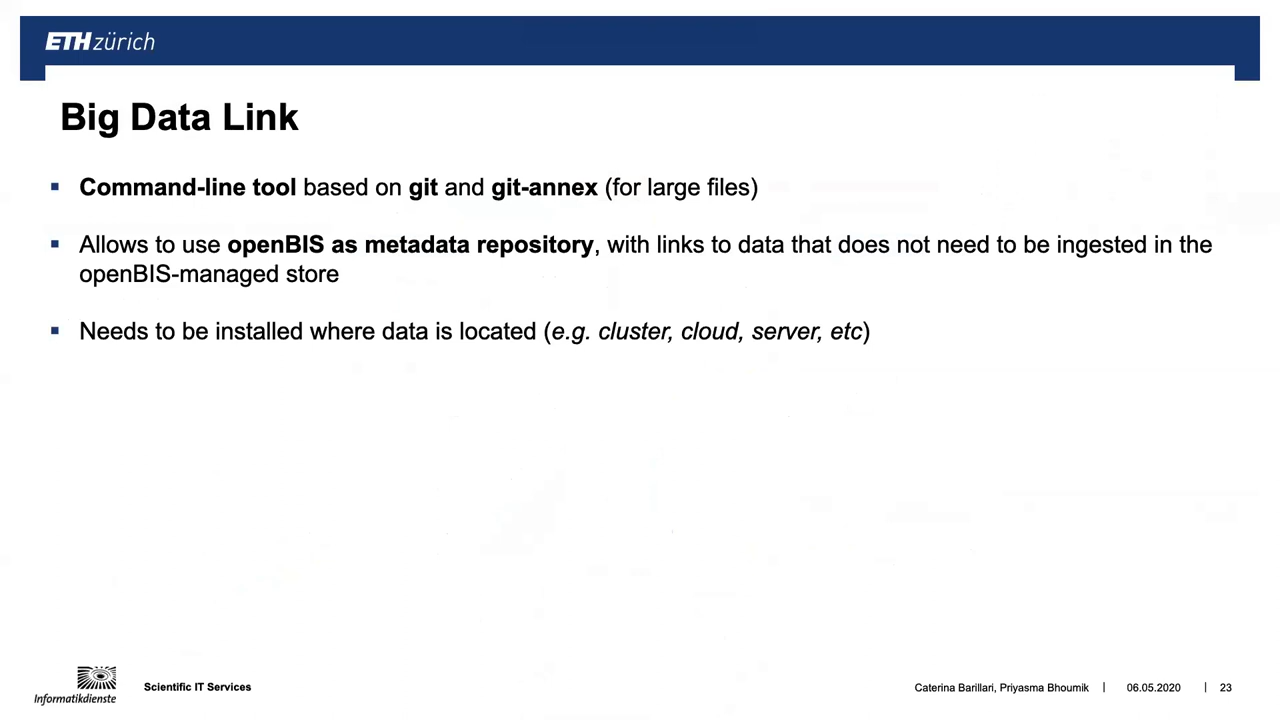 ETH zürich
Big Data Link
▪ Command-line tool based on git and git-annex (for large files)
▪ Allows to use openBIS as metadata repository, with links to data that does not need to be ingested in the
openBIS-managed store
▪ Needs to be installed where data is located (e.g. cluster, cloud, server, etc)
Informatikdienste
Scientific IT Services
Caterina Barillari, Priyasma Bhoumik | 06.05.2020 | 23